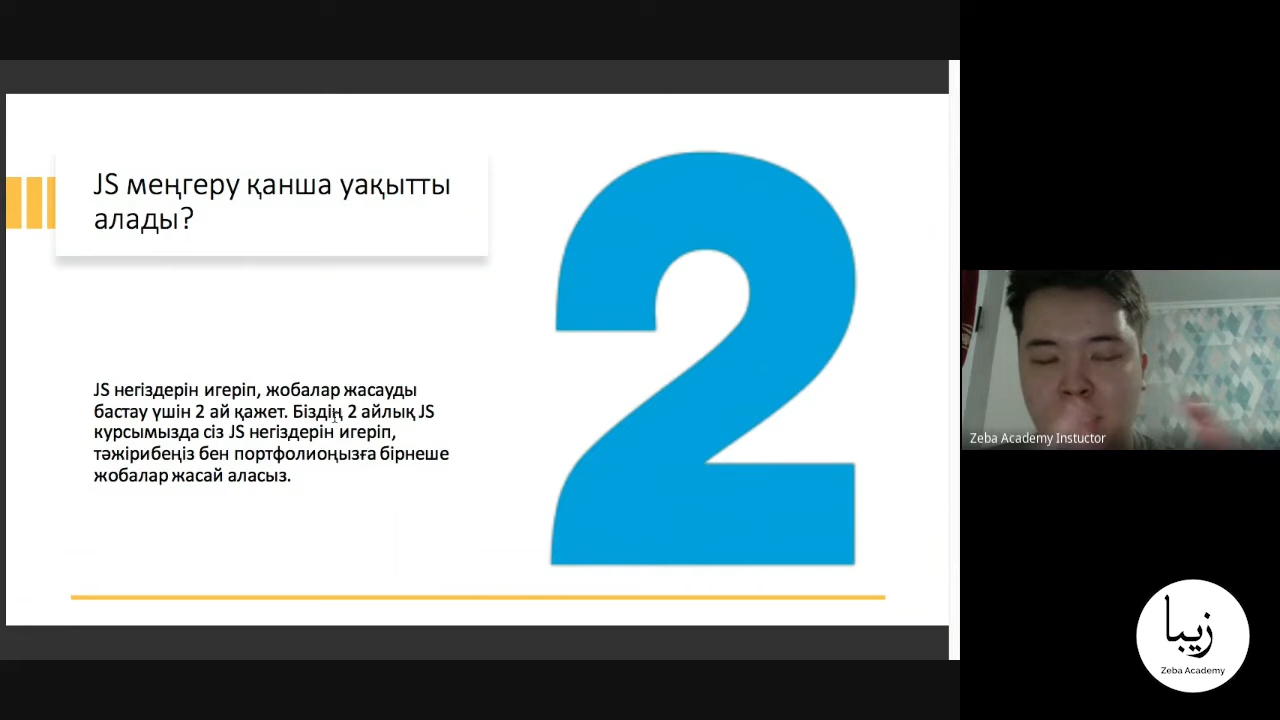 JS меңгеру қанша уақытты
алады?
2
JS негіздерін игеріп, жобалар жасауды
бастау үшін 2 ай қажет. Біздің 2 айлық JS
курсымызда сіз JS негіздерін игеріп,
тәжірибеңіз бен портфолиоңызға бірнеше
жобалар жасай аласыз.
Zeba Academy Instuctor
زیبا
Zeba Academy